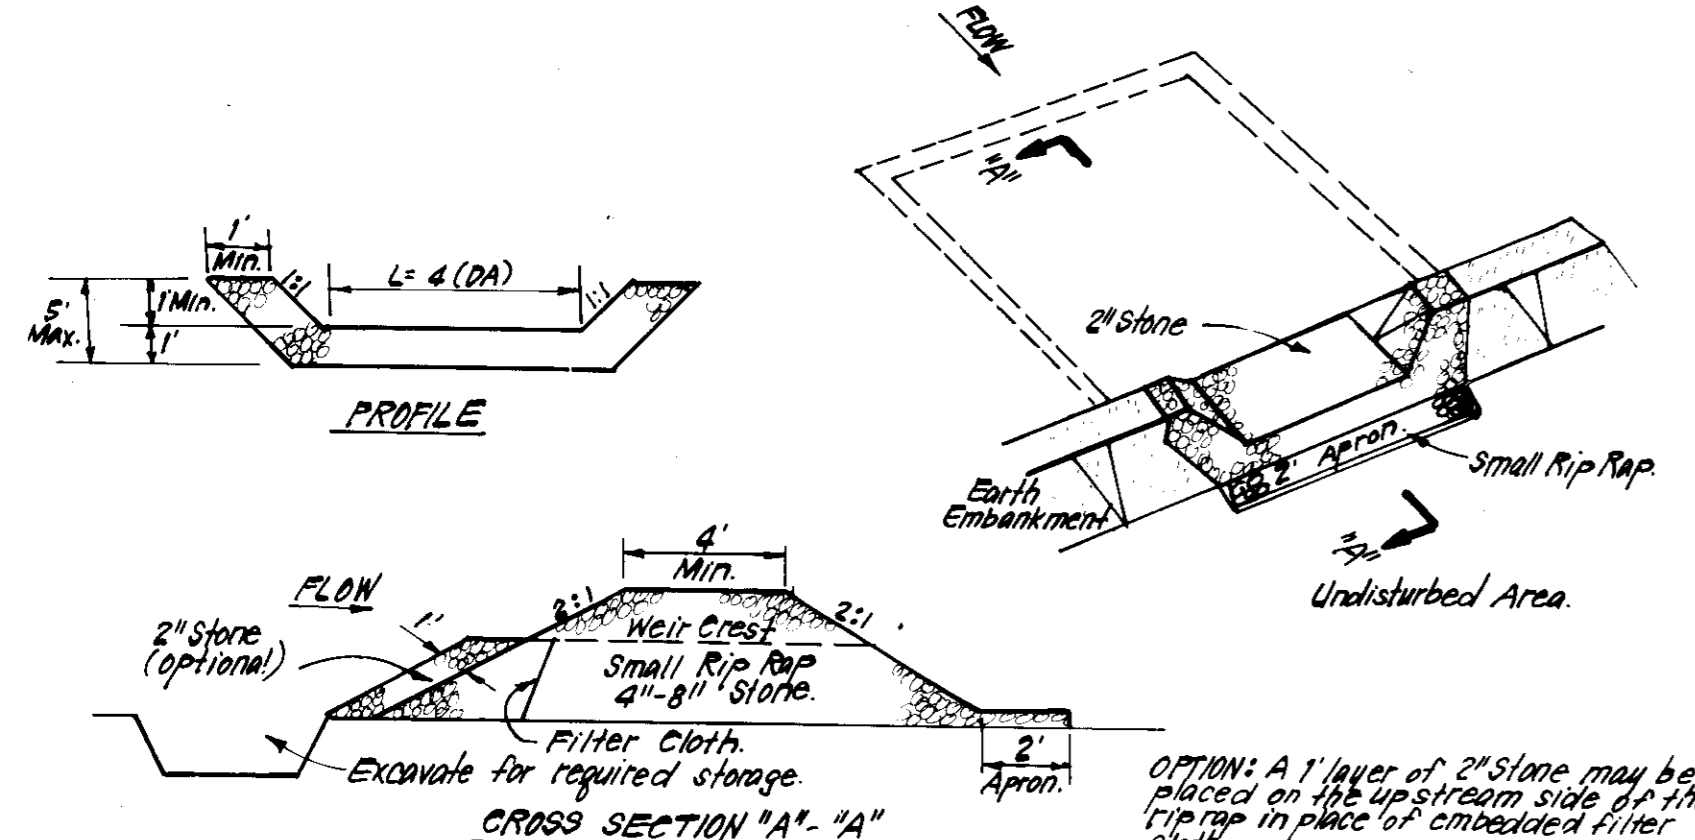 FLOW
"A"
1'
Min.
1:1
L= 4 (DA)
1:1
5'
Max.
1' Min.
1'
PROFILE
2" Stone
2' Apron.
Small Rip Rap.
Earth
Embankment
"A"
Undisturbed Area.
4'
Min.
FLOW
1'
2:1
2:1
2" Stone
(optional)
Weir Crest
Small Rip Rap
4"-8" Stone.
Filter Cloth.
Excavate for required storage.
2'
Apron.
CROSS SECTION "A"- "A"
OPTION: A 1' layer of 2" Stone may be
placed on the upstream side of th
rip rap in place of embedded filter